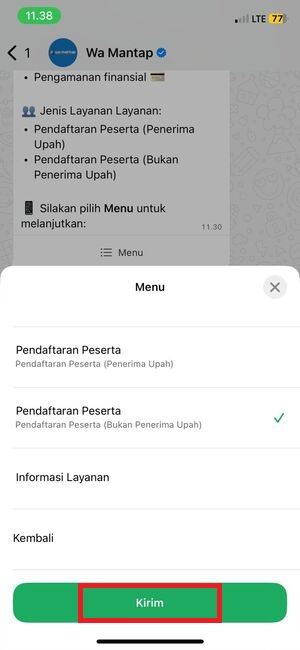 11.38
LTE 77
1 Wa Mantap
• Pengamanan finansial 💳
👥 Jenis Layanan Layanan:
• Pendaftaran Peserta (Penerima
Upah)
• Pendaftaran Peserta (Bukan
Penerima Upah)
📱 Silakan pilih Menu untuk
melanjutkan:
11.30
Menu
Menu
Pendaftaran Peserta
Pendaftaran Peserta (Penerima Upah)
Pendaftaran Peserta
Pendaftaran Peserta (Bukan Penerima Upah)
Informasi Layanan
Kembali
Kirim